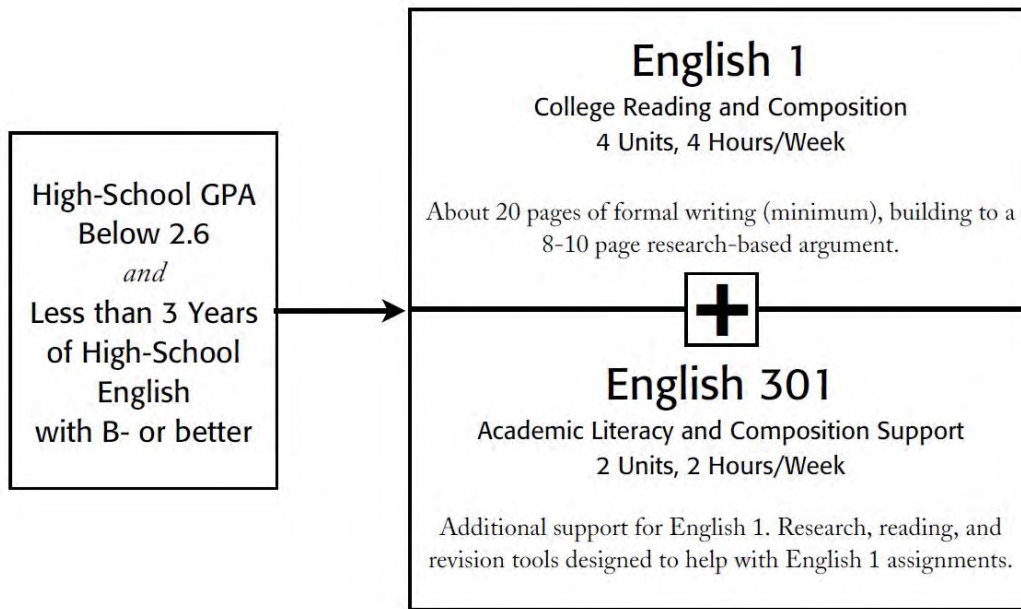 High-School GPA
Below 2.6
and
Less than 3 Years
of High-School
English
with B- or better
English 1
College Reading and Composition
4 Units, 4 Hours/Week
About 20 pages of formal writing (minimum), building to a
8-10 page research-based argument.
+
English 301
Academic Literacy and Composition Support
2 Units, 2 Hours/Week
Additional support for English 1. Research, reading, and
revision tools designed to help with English 1 assignments.